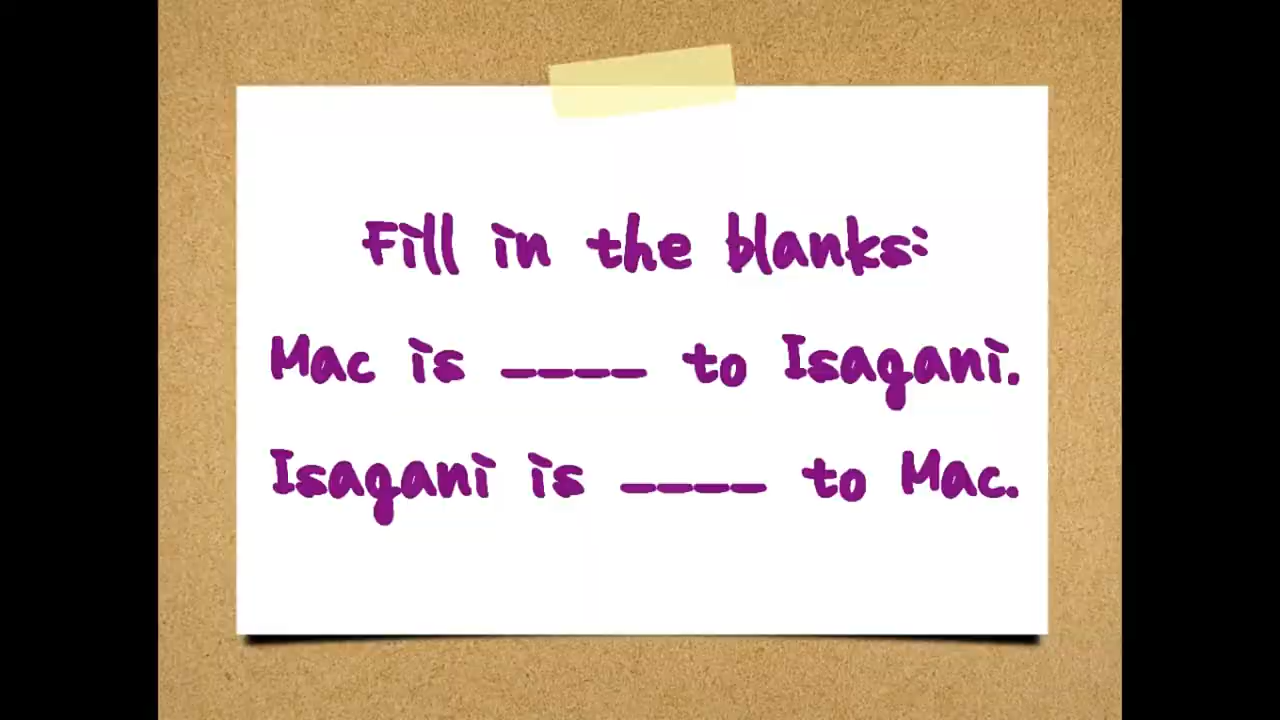 Fill in the blanks:
Mac is ____ to Isagani.
Isagani is ____ to Mac.